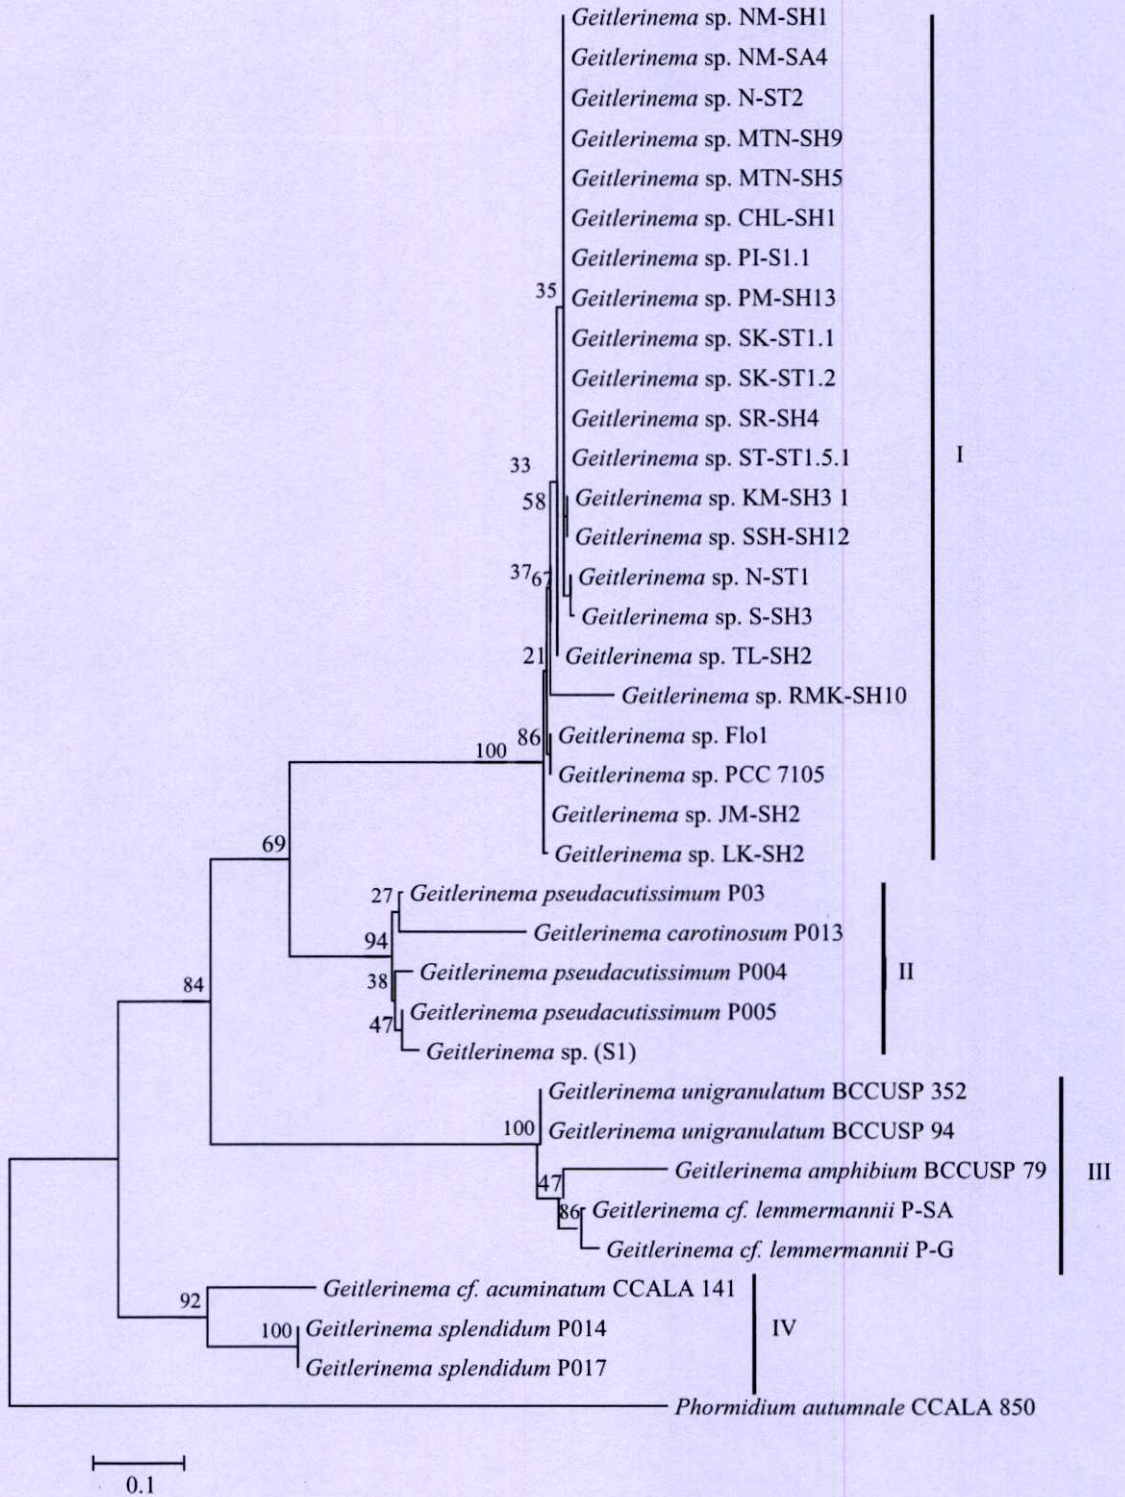 Geitlerinema sp. NM-SH1
Geitlerinema sp. NM-SA4
Geitlerinema sp. N-ST2
Geitlerinema sp. MTN-SH9
Geitlerinema sp. MTN-SH5
Geitlerinema sp. CHL-SH1
Geitlerinema sp. PI-S1.1
35
Geitlerinema sp. PM-SH13
Geitlerinema sp. SK-ST1.1
Geitlerinema sp. SK-ST1.2
Geitlerinema sp. SR-SH4
Geitlerinema sp. ST-ST1.5.1
I
33
58
Geitlerinema sp. KM-SH3 1
Geitlerinema sp. SSH-SH12
37
67
Geitlerinema sp. N-ST1
Geitlerinema sp. S-SH3
21
Geitlerinema sp. TL-SH2
Geitlerinema sp. RMK-SH10
86
Geitlerinema sp. Flo1
100
Geitlerinema sp. PCC 7105
Geitlerinema sp. JM-SH2
69
Geitlerinema sp. LK-SH2
27
Geitlerinema pseudacutissimum P03
Geitlerinema carotinosum P013
94
Geitlerinema pseudacutissimum P004
II
84
38
Geitlerinema pseudacutissimum P005
47
Geitlerinema sp. (S1)
Geitlerinema unigranulatum BCCUSP 352
100
Geitlerinema unigranulatum BCCUSP 94
Geitlerinema amphibium BCCUSP 79
III
47
86
Geitlerinema cf. lemmermannii P-SA
Geitlerinema cf. lemmermannii P-G
Geitlerinema cf. acuminatum CCALA 141
92
100
Geitlerinema splendidum P014
IV
Geitlerinema splendidum P017
Phormidium autumnale CCALA 850
0.1